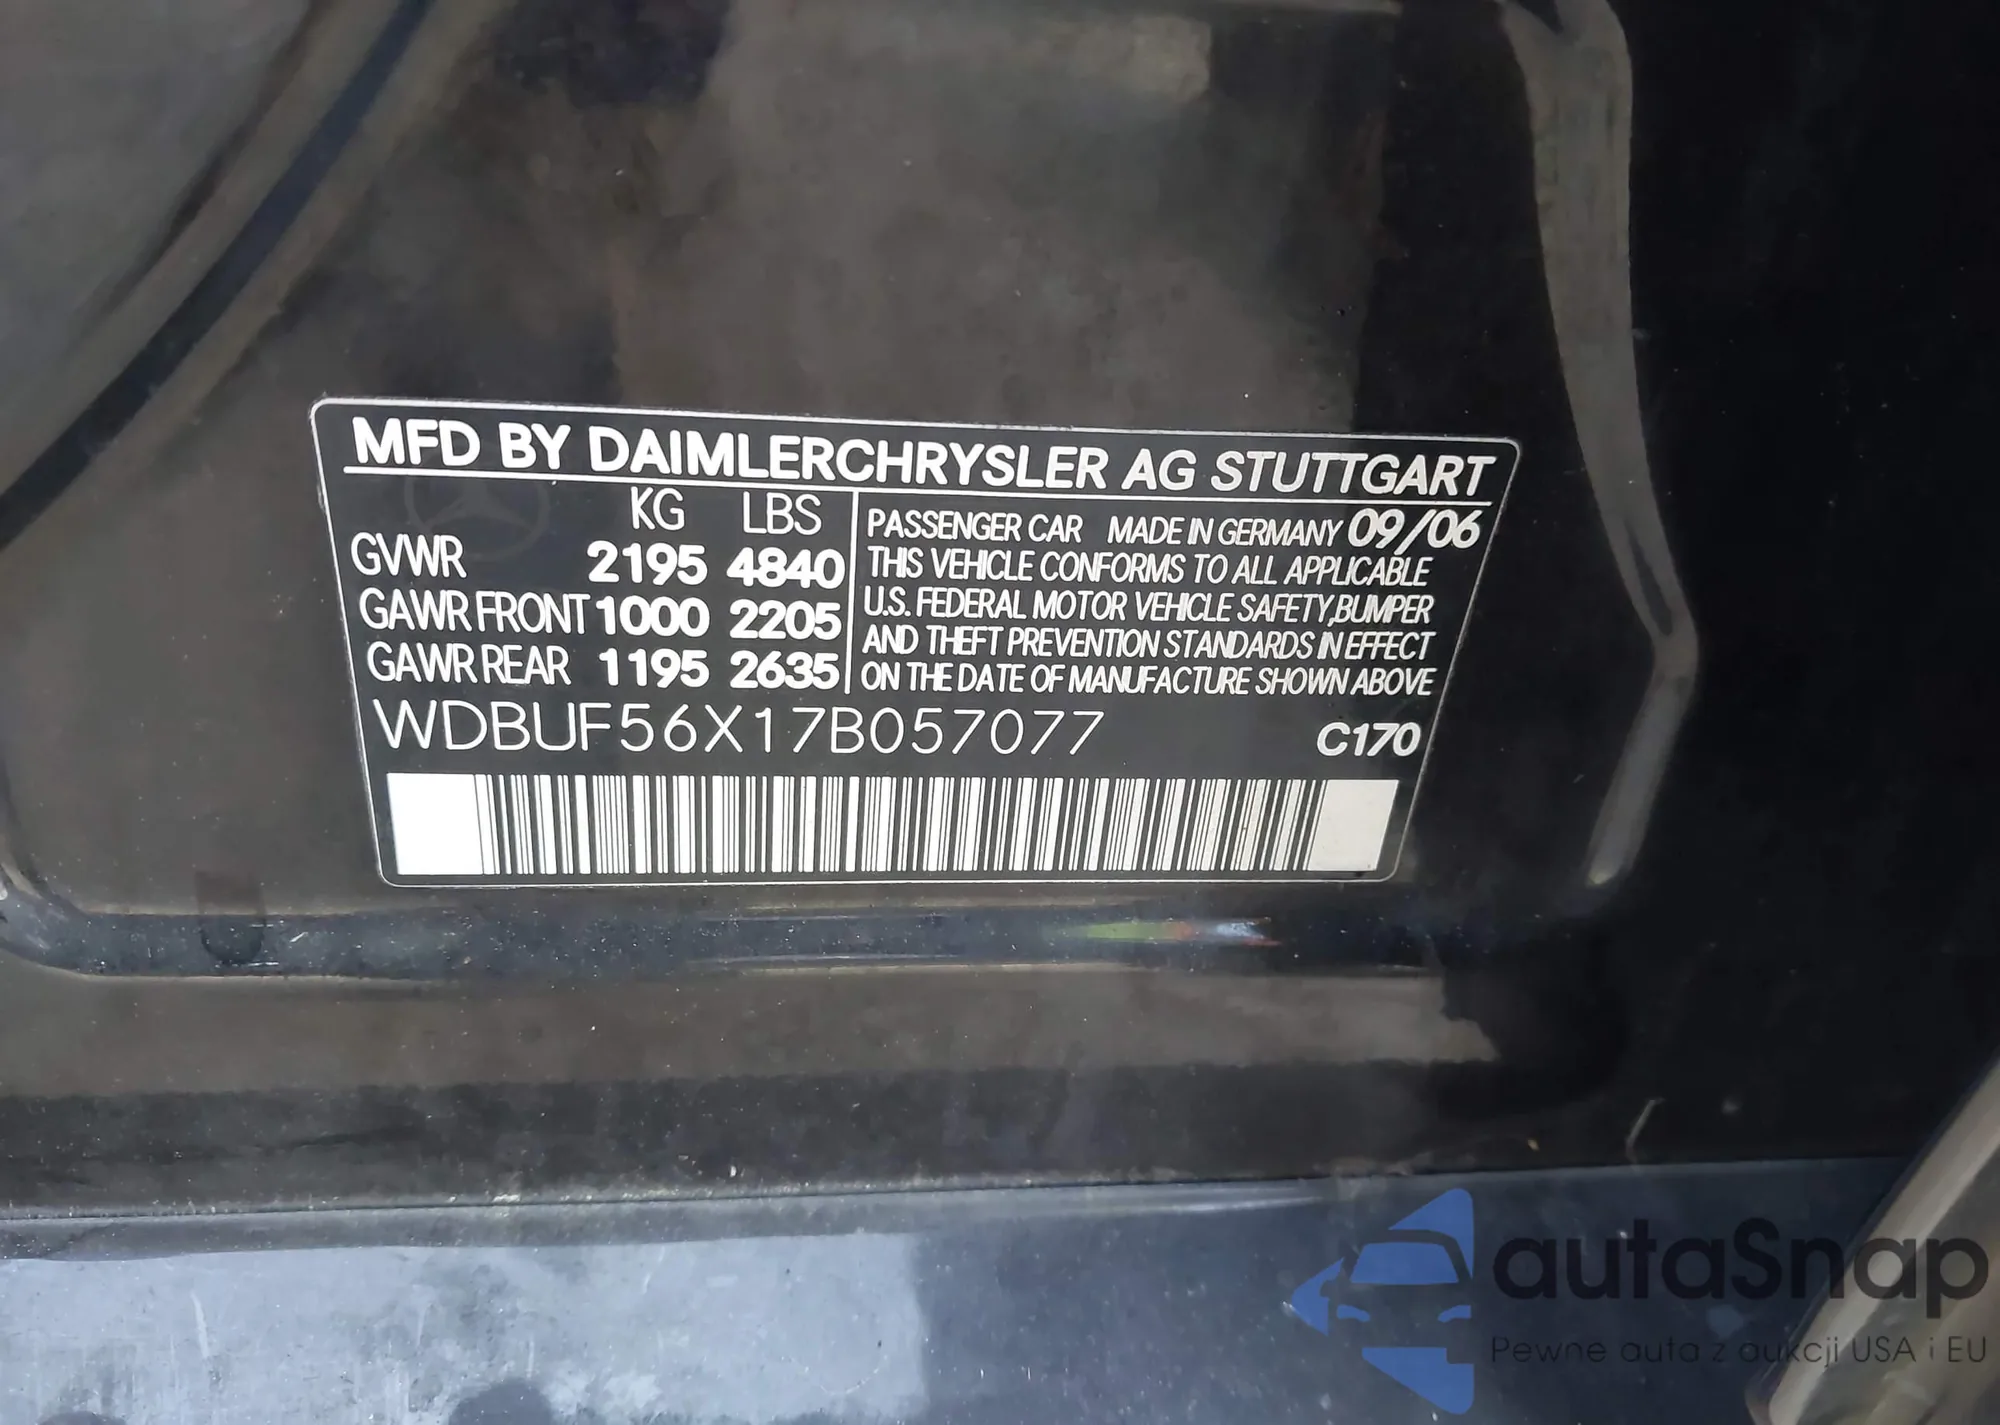 MFD BY DAIMLERCHRYSLER AG STUTTGART
KG LBS
GVWR 2195 4840
GAWR FRONT 1000 2205
GAWR REAR 1195 2635
PASSENGER CAR MADE IN GERMANY 09/06
THIS VEHICLE CONFORMS TO ALL APPLICABLE
U.S. FEDERAL MOTOR VEHICLE SAFETY,BUMPER
AND THEFT PREVENTION STANDARDS IN EFFECT
ON THE DATE OF MANUFACTURE SHOWN ABOVE
WDBUF56X17B057077 C170
autaSnap
Pewne auta z aukcji USA i EU